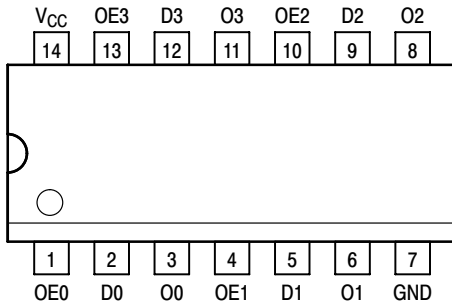 V_CC OE3 D3 O3 OE2 D2 O2
14 13 12 11 10 9 8
1 2 3 4 5 6 7
OE0 D0 O0 OE1 D1 O1 GND